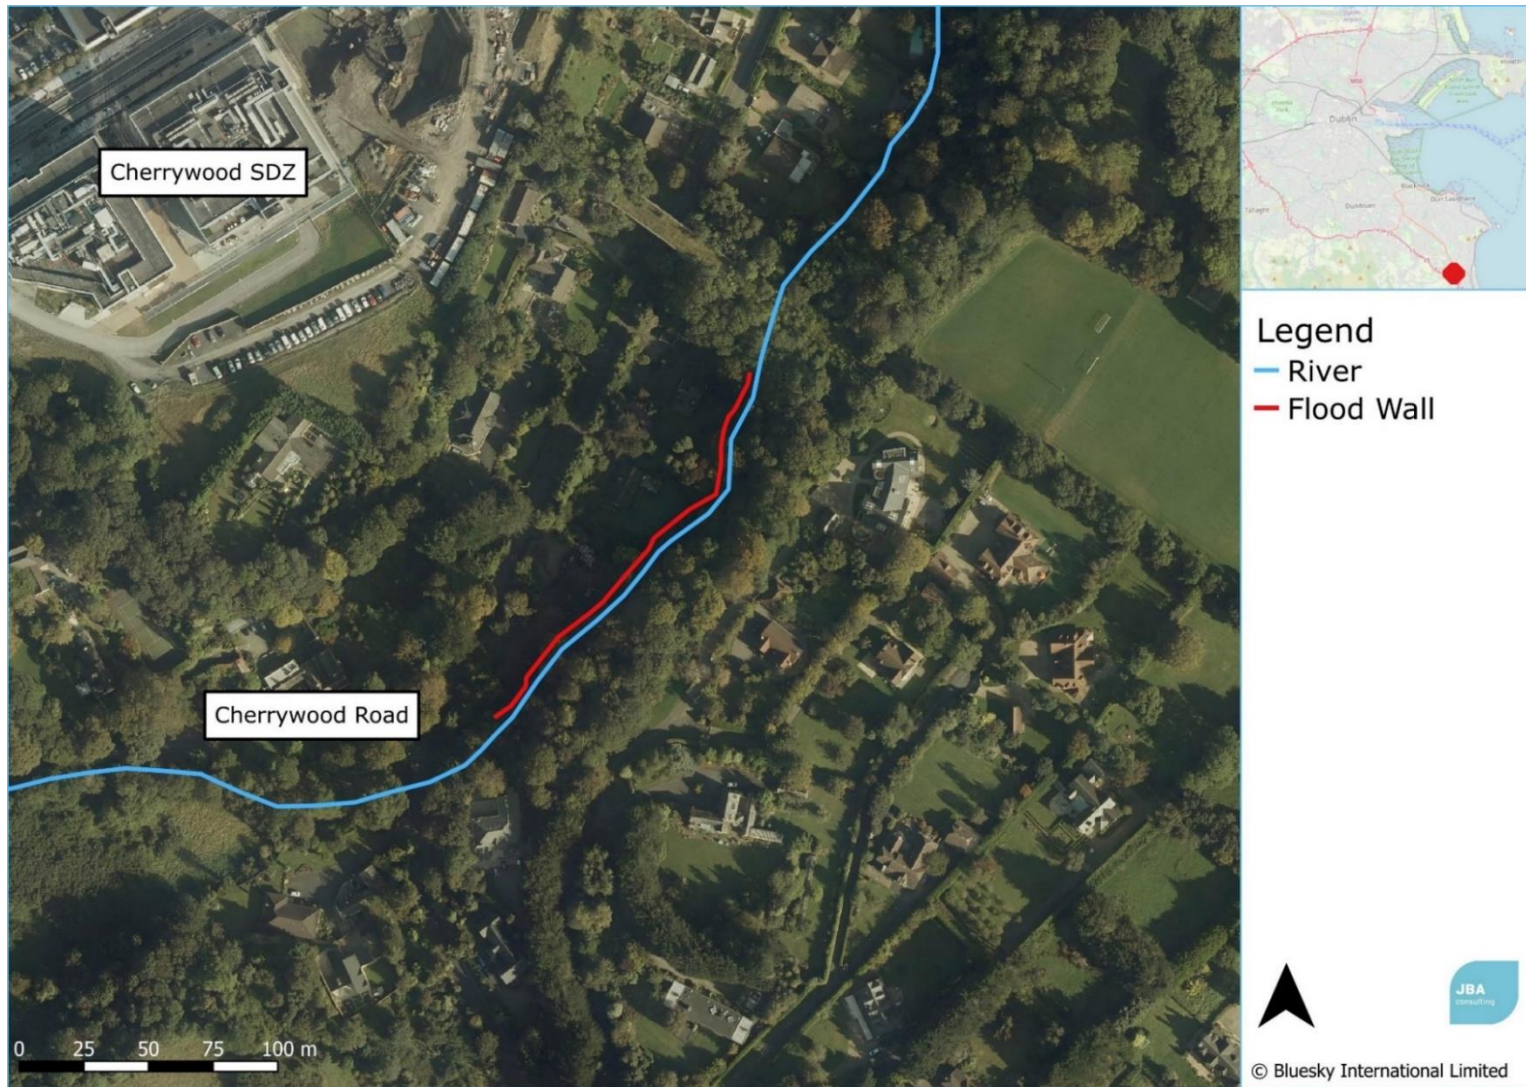 Cherrywood SDZ
Cherrywood Road
0 25 50 75 100 m
Dublin
Legend
River
Flood Wall
JBA
consulting
© Bluesky International Limited